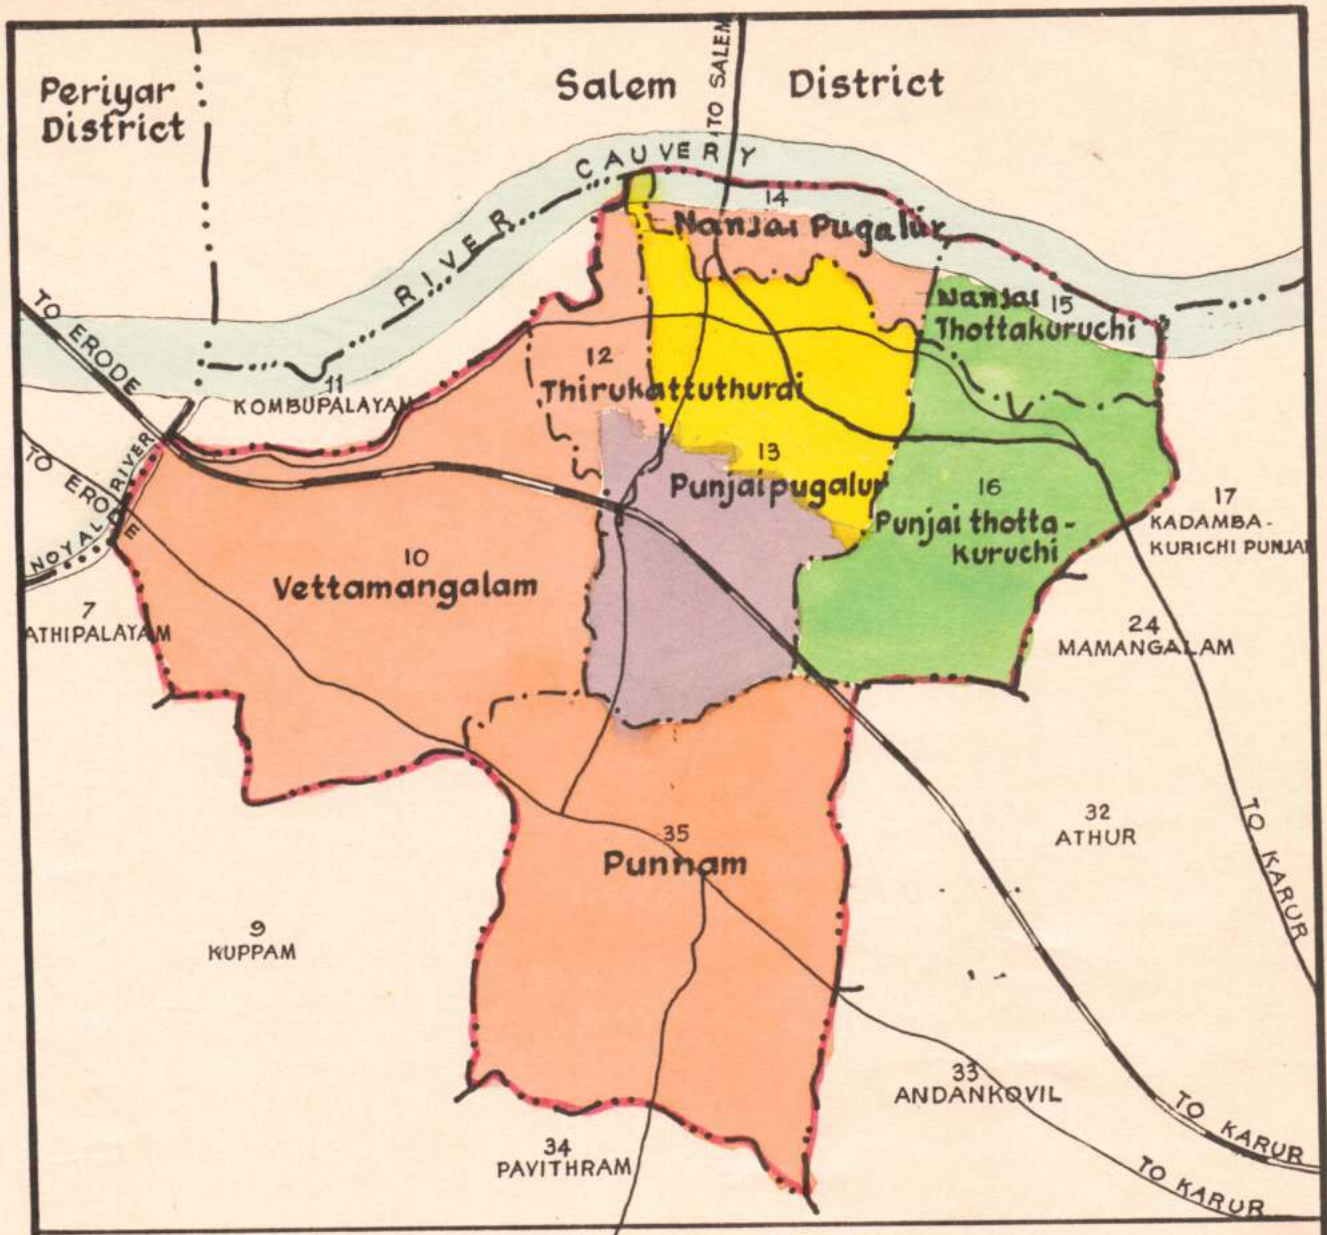 Periyar
District
Salem District
TO SALEM
RIVER CAUVERY
14
Nanjai Pugalur
Nanjai 15
Thottakuruchi
TO ERODE
12
Thirukattuthurdi
11
KOMBUPALAYAM
13
Punjaipugalur
16
Punjai thotta-
kuruchi
17
KADAMBA-
KURICHI PUNJAI
TO ERODE
NOYAL RIVER
10
Vettamangalam
7
ATHIPALAYAM
24
MAMANGALAM
32
ATHUR
TO KARUR
35
Punnam
9
KUPPAM
33
ANDANKOVIL
34
PAVITHRAM
TO KARUR
TO KARUR